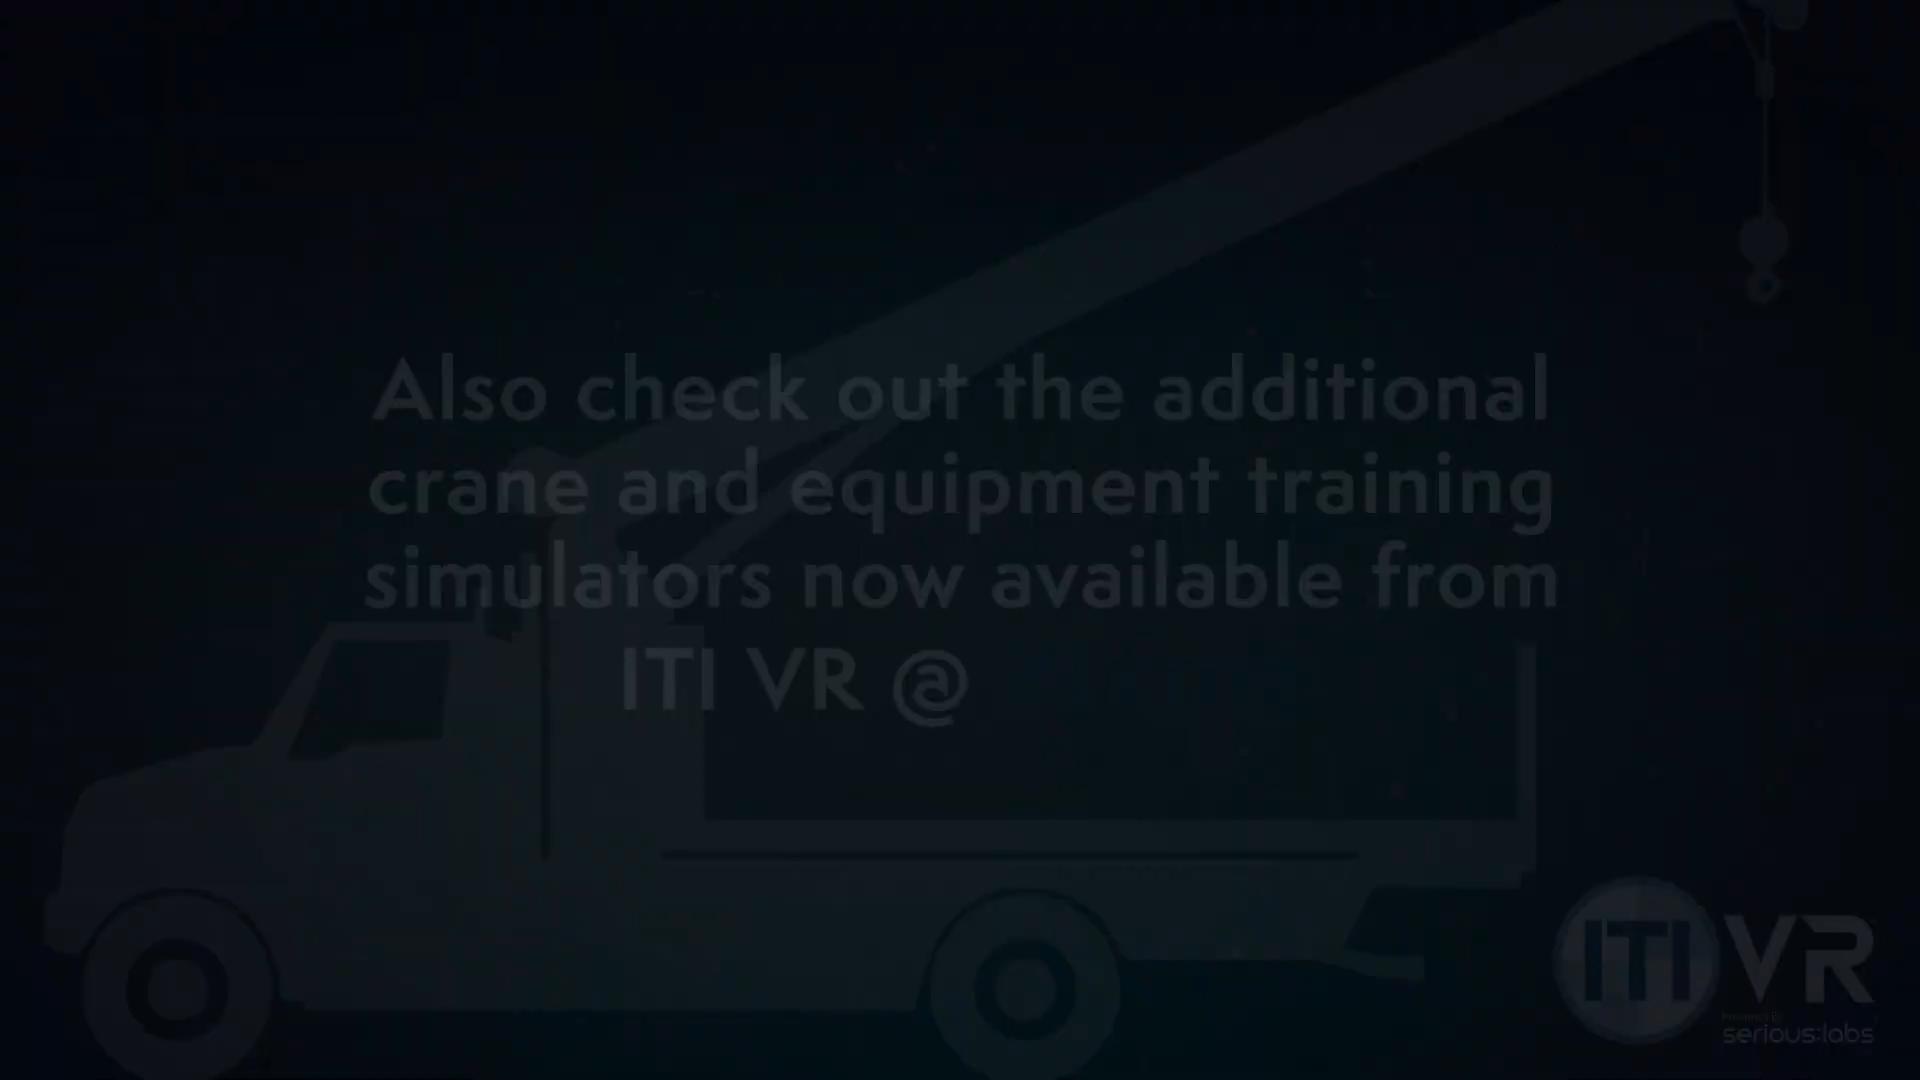 Also check out the additional
crane and equipment training
simulators now available from
ITI VR @
ITI VR
serious:labs